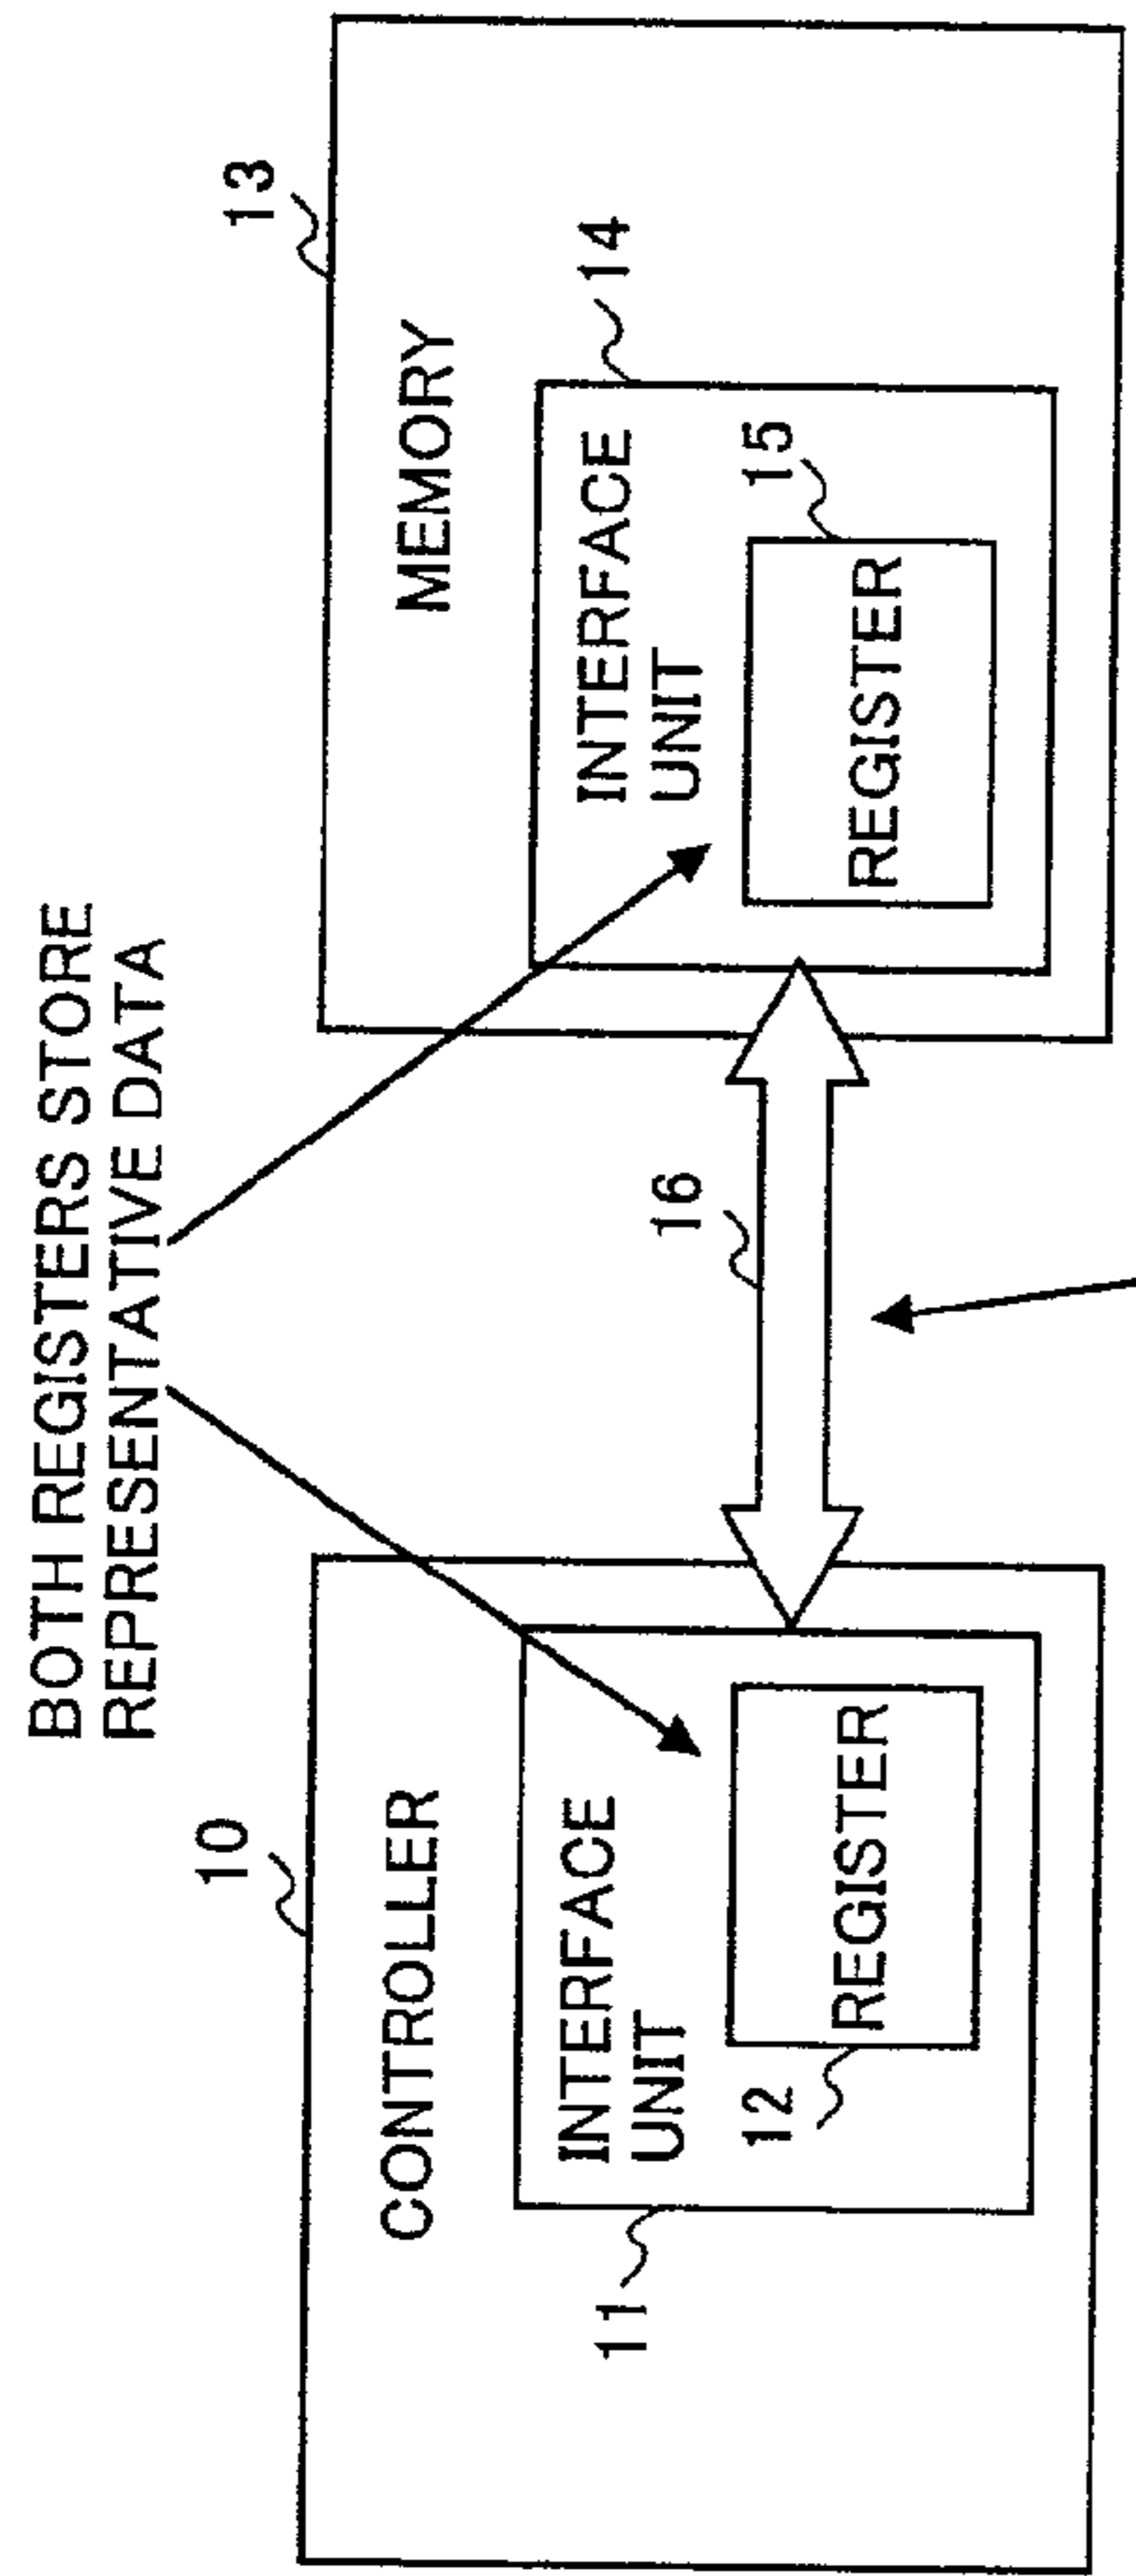 BOTH REGISTERS STORE
REPRESENTATIVE DATA
10
13
CONTROLLER
MEMORY
11
INTERFACE
UNIT
12
REGISTER
16
14
INTERFACE
UNIT
15
REGISTER